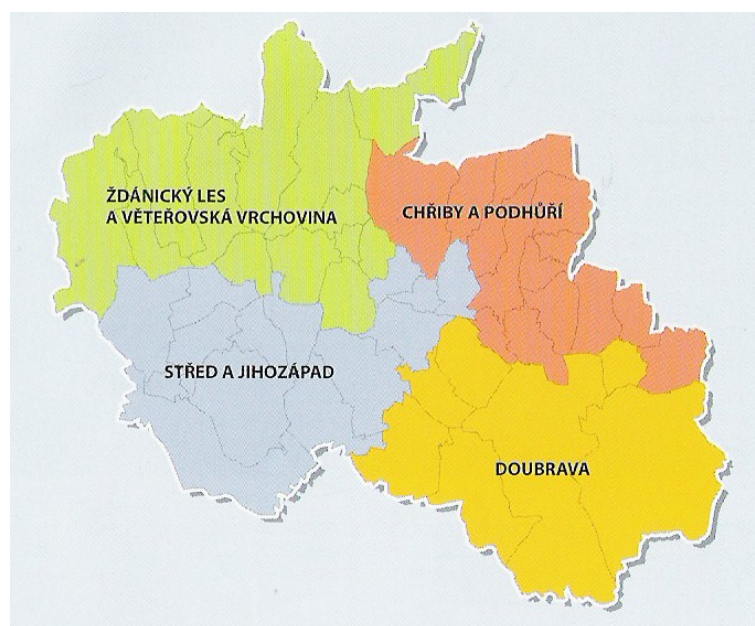 ŽDÁNICKÝ LES
A VĚTEŘOVSKÁ VRCHOVINA
CHŘIBY A PODHŮŘÍ
STŘED A JIHOZÁPAD
DOUBRAVA